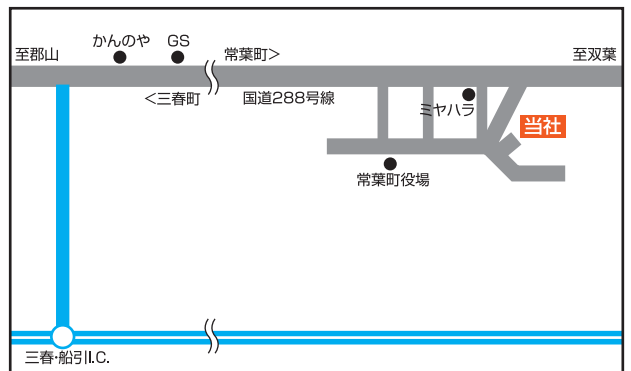 かんのや
GS
至郡山
常葉町>
至双葉
<三春町
国道288号線
ミヤハラ
当社
常葉町役場
三春・船引I.C.